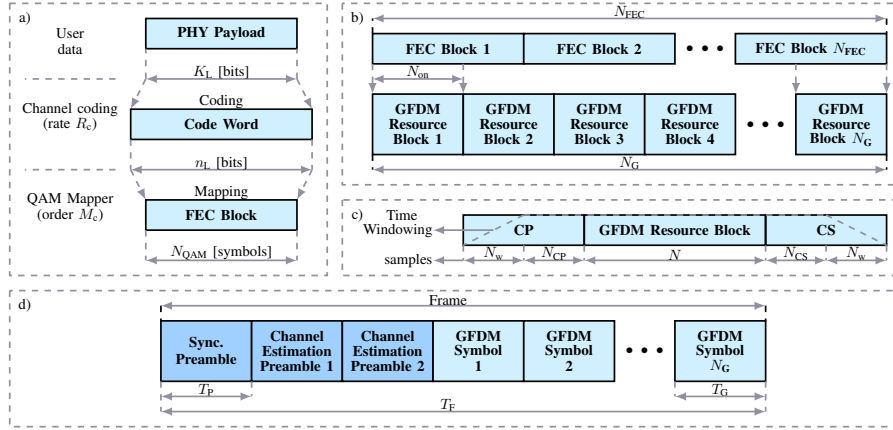 a)
User
data
PHY Payload
K_L [bits]
Channel coding
(rate R_c)
Coding
Code Word
n_L [bits]
QAM Mapper
(order M_c)
Mapping
FEC Block
N_QAM [symbols]
b)
N_FEC
FEC Block 1
FEC Block 2
• • •
FEC Block N_FEC
N_on
GFDM
Resource
Block 1
GFDM
Resource
Block 2
GFDM
Resource
Block 3
GFDM
Resource
Block 4
• • •
GFDM
Resource
Block N_G
N_G
c)
Time
Windowing
CP
GFDM Resource Block
CS
samples
N_w
N_CP
N
N_CS
N_w
d)
Frame
Sync.
Preamble
Channel
Estimation
Preamble 1
Channel
Estimation
Preamble 2
GFDM
Symbol
1
GFDM
Symbol
2
• • •
GFDM
Symbol
N_G
T_P
T_G
T_F